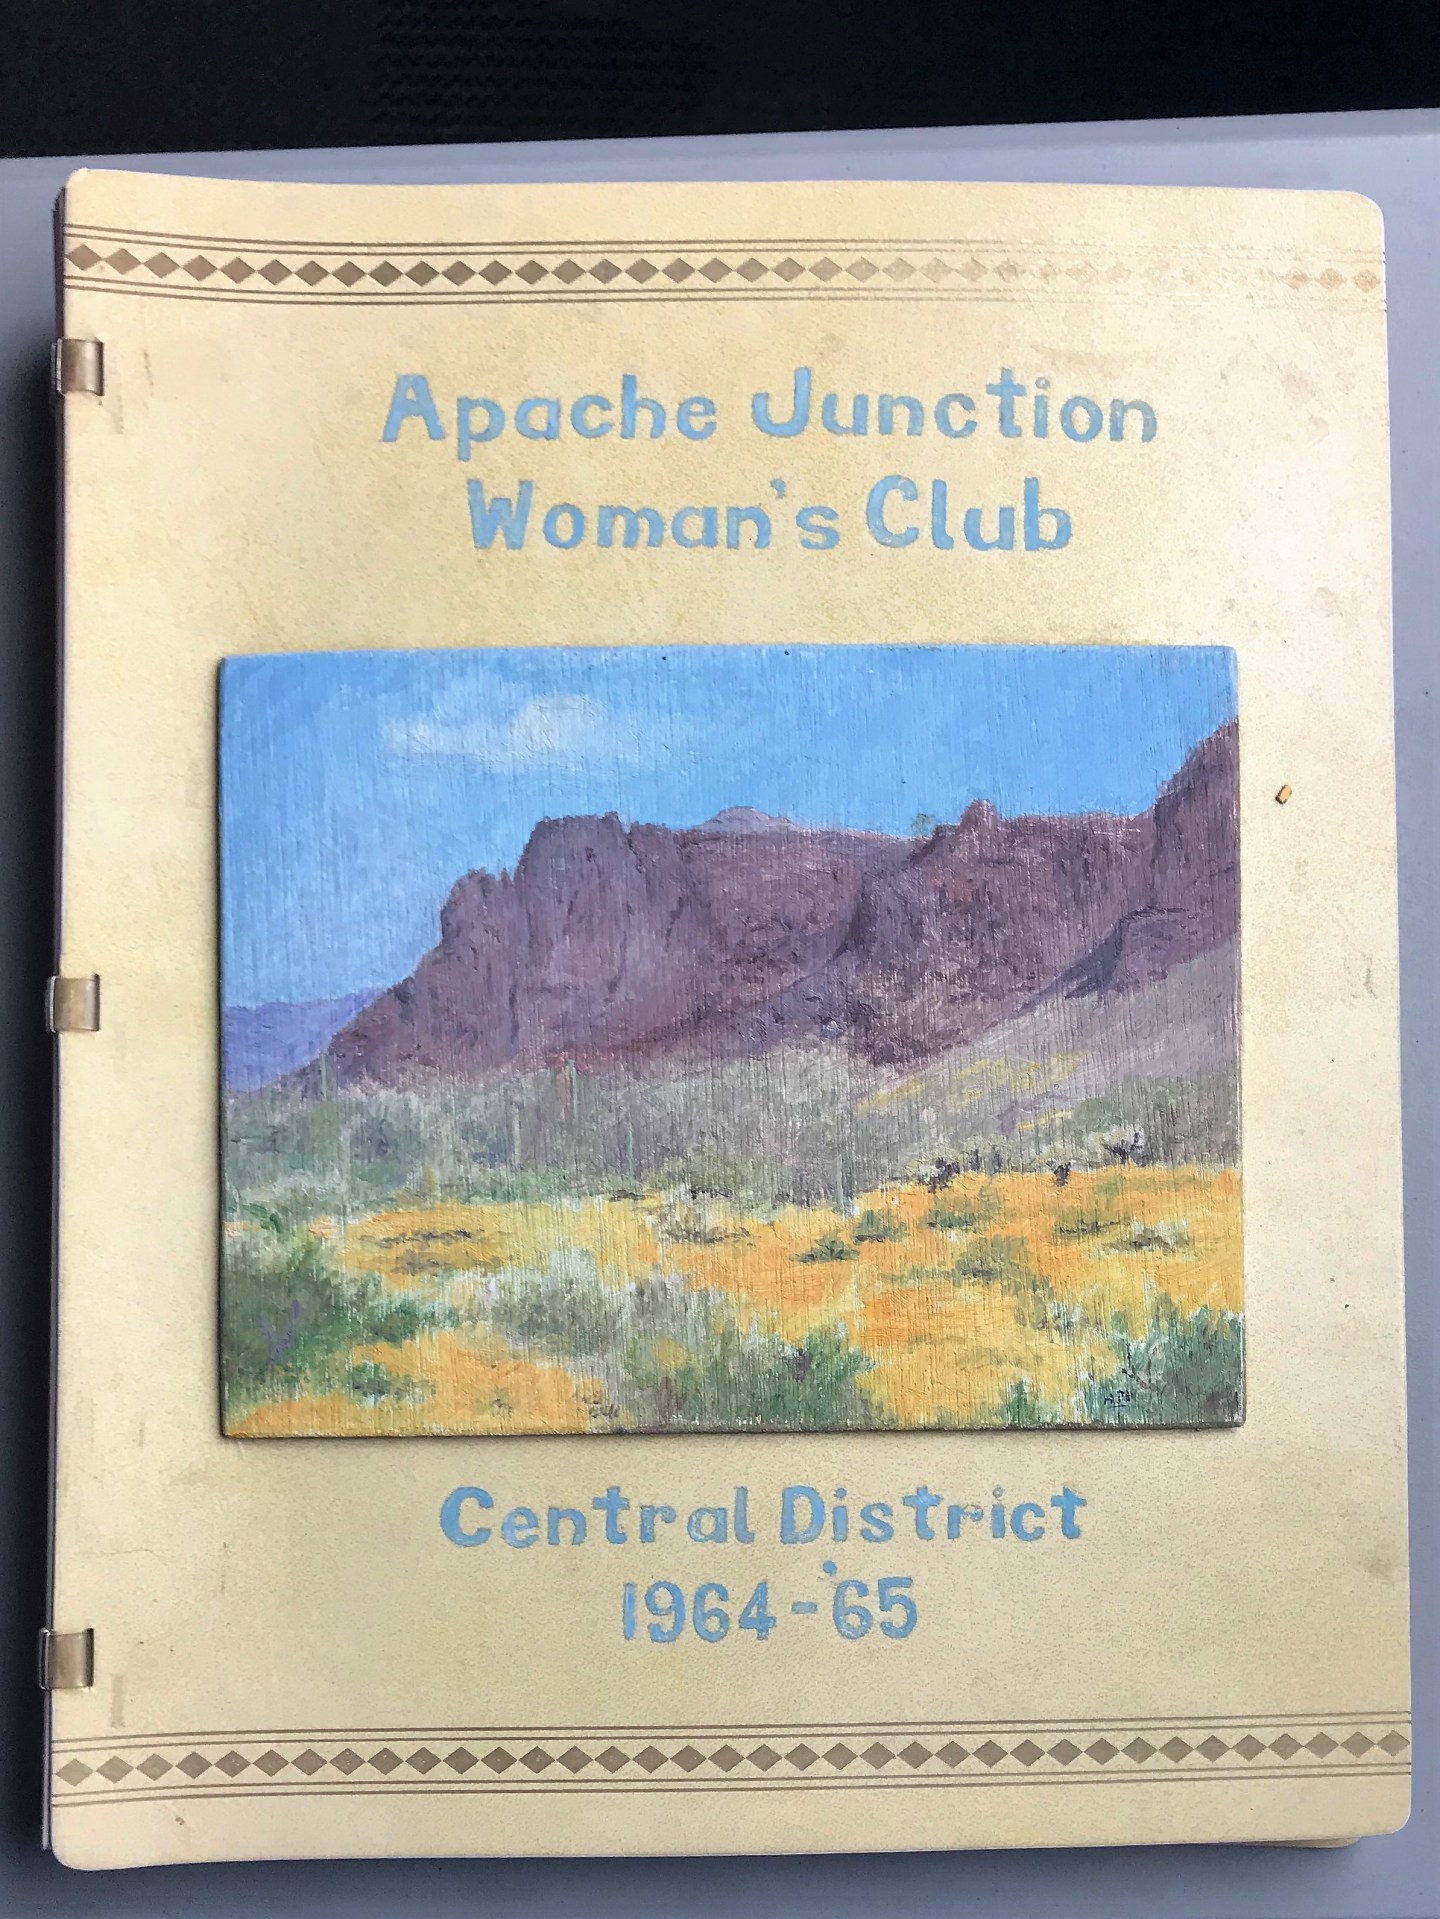 Apache Junction
Woman's Club
Central District
1964-'65